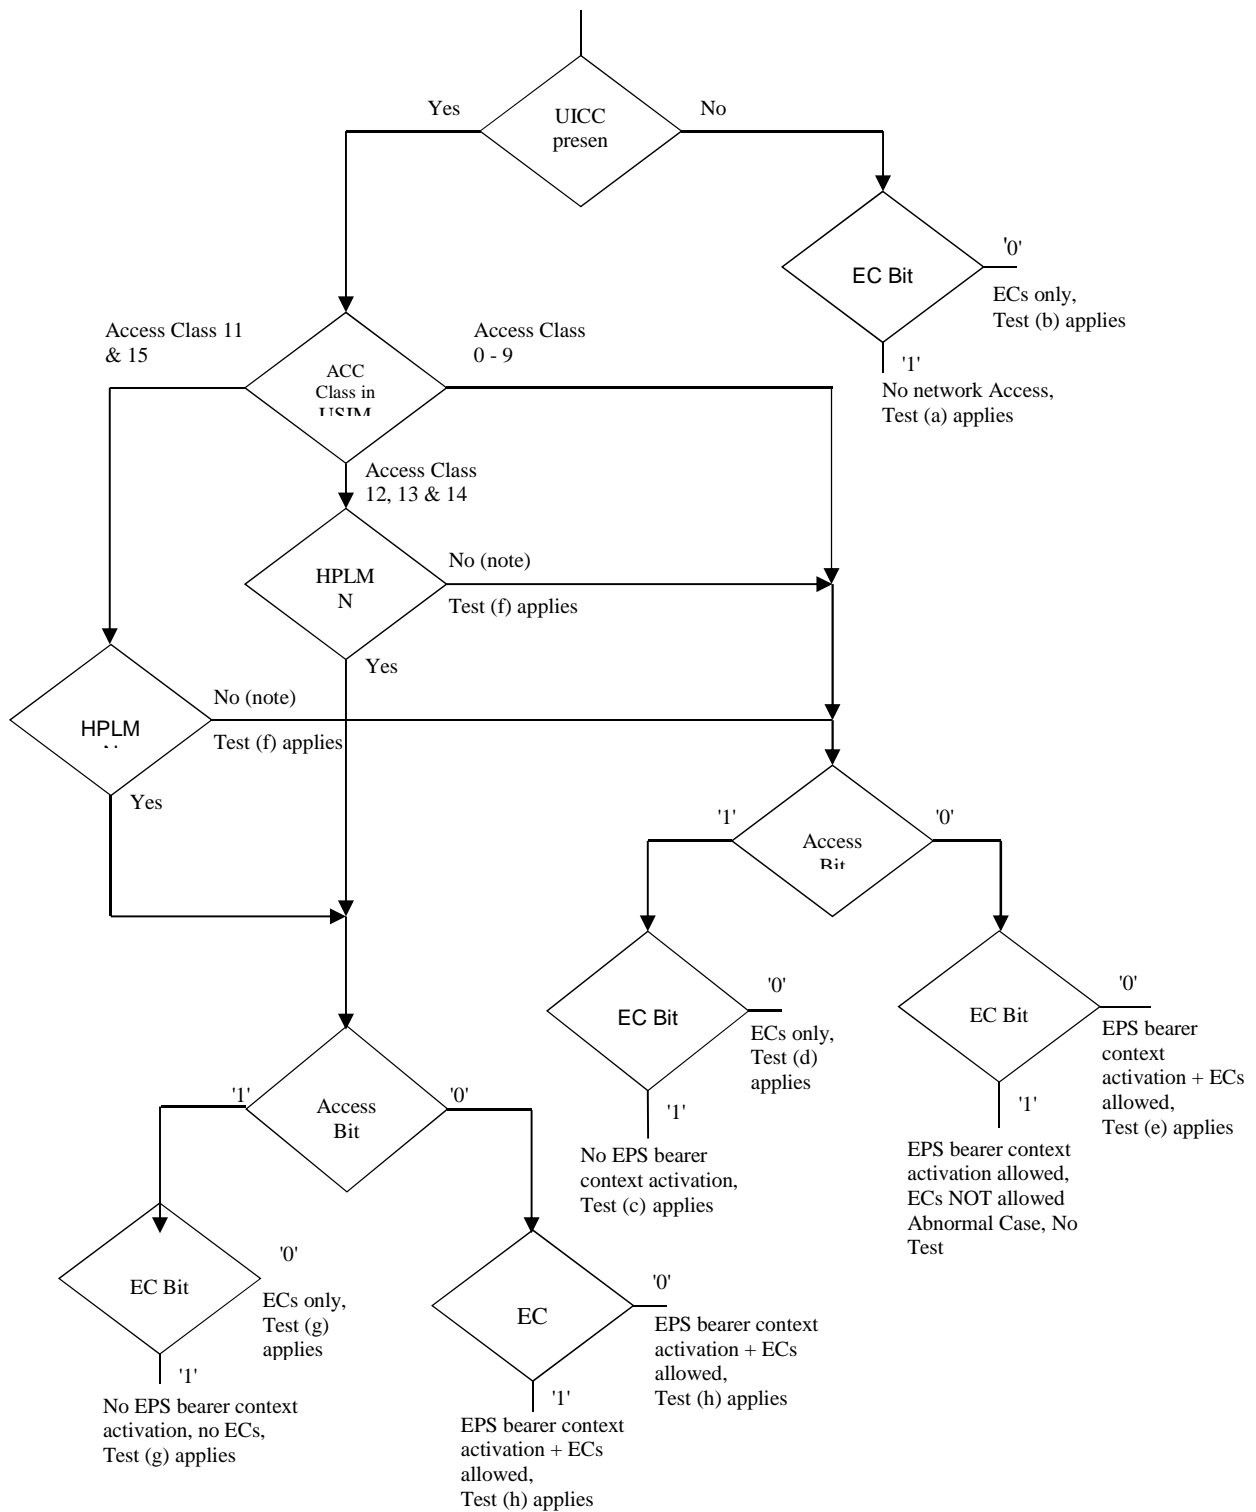 Yes
No
UICC
presen
EC Bit
'0'
ECs only,
Test (b) applies
'1'
No network Access,
Test (a) applies
Access Class 11
& 15
Access Class
0 - 9
ACC
Class in
USIM
Access Class
12, 13 & 14
HPLM
N
No (note)
Test (f) applies
Yes
HPLM
No (note)
Test (f) applies
Yes
'1'
'0'
Access
Bit
EC Bit
'0'
ECs only,
Test (d)
applies
'1'
No EPS bearer
context activation,
Test (c) applies
EC Bit
'0'
EPS bearer
context
activation + ECs
allowed,
Test (e) applies
'1'
EPS bearer context
activation allowed,
ECs NOT allowed
Abnormal Case, No
Test
'1'
'0'
Access
Bit
EC Bit
'0'
ECs only,
Test (g)
applies
'1'
No EPS bearer context
activation, no ECs,
Test (g) applies
EC
'0'
EPS bearer context
activation + ECs
allowed,
Test (h) applies
'1'
EPS bearer context
activation + ECs
allowed,
Test (h) applies